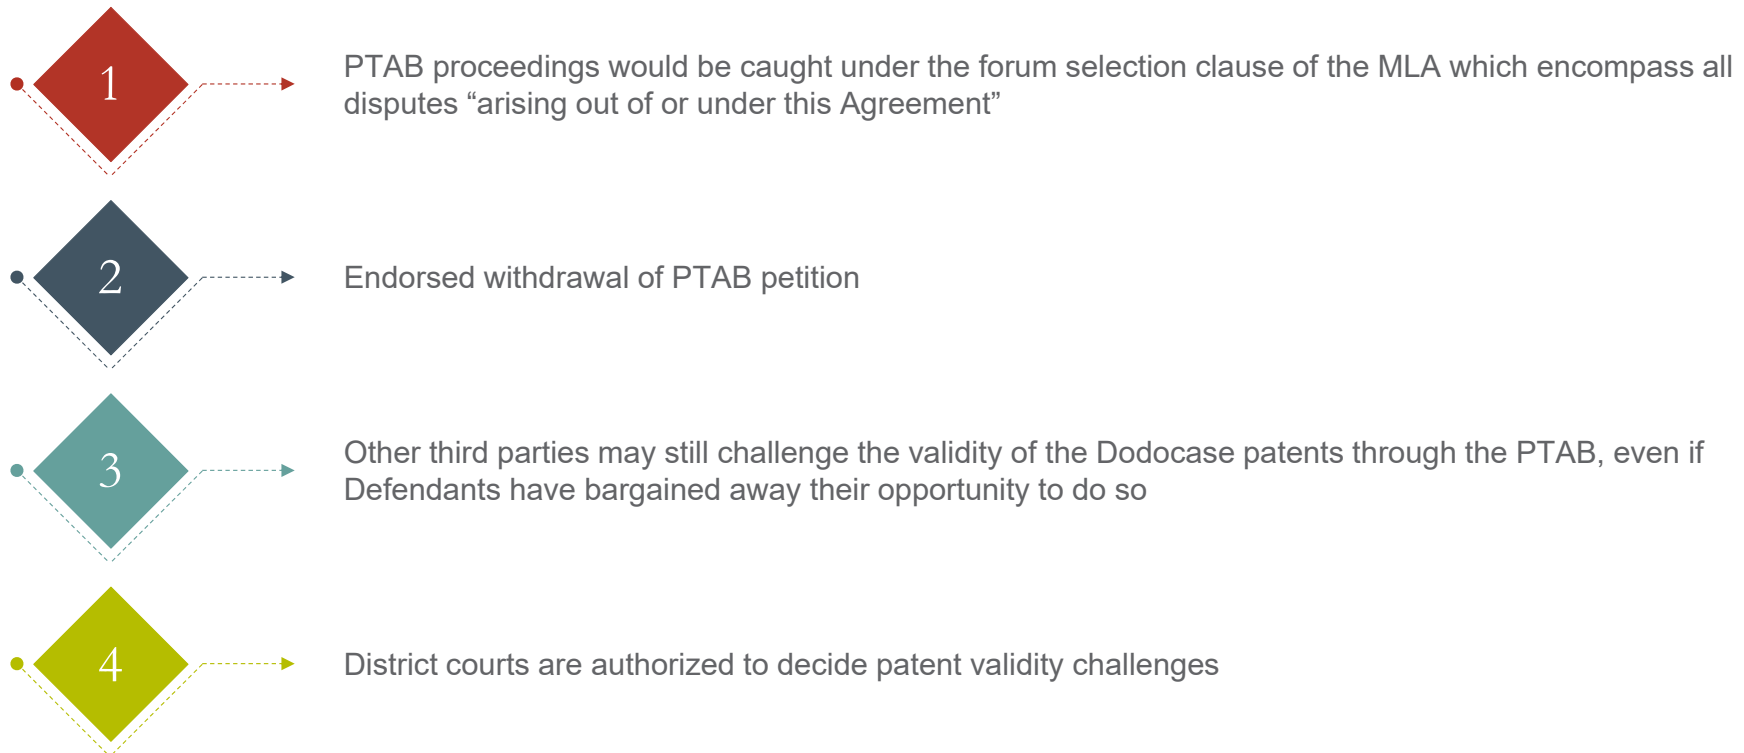 1
PTAB proceedings would be caught under the forum selection clause of the MLA which encompass all
disputes “arising out of or under this Agreement”
2
Endorsed withdrawal of PTAB petition
3
Other third parties may still challenge the validity of the Dodocase patents through the PTAB, even if
Defendants have bargained away their opportunity to do so
4
District courts are authorized to decide patent validity challenges